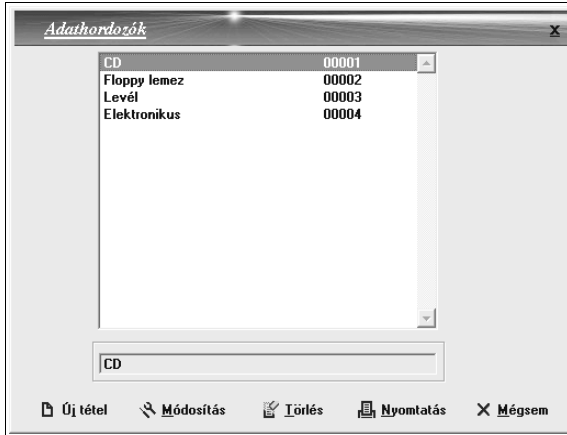 Adathordozók x
CD 00001
Floppy lemez 00002
Levél 00003
Elektronikus 00004
CD
Új tétel Módosítás Törlés Nyomtatás Mégsem